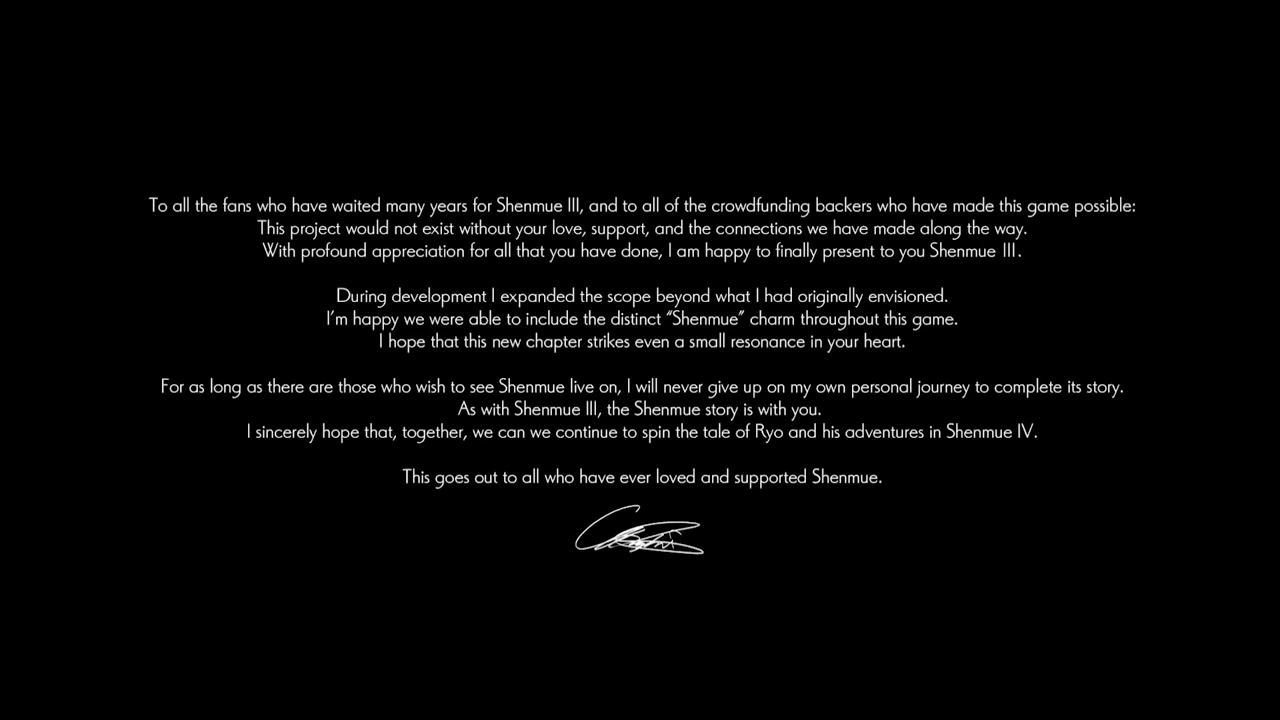 To all the fans who have waited many years for Shenmue III, and to all of the crowdfunding backers who have made this game possible:
This project would not exist without your love, support, and the connections we have made along the way.
With profound appreciation for all that you have done, I am happy to finally present to you Shenmue III.
During development I expanded the scope beyond what I had originally envisioned.
I'm happy we were able to include the distinct “Shenmue” charm throughout this game.
I hope that this new chapter strikes even a small resonance in your heart.
For as long as there are those who wish to see Shenmue live on, I will never give up on my own personal journey to complete its story.
As with Shenmue III, the Shenmue story is with you.
I sincerely hope that, together, we can we continue to spin the tale of Ryo and his adventures in Shenmue IV.
This goes out to all who have ever loved and supported Shenmue.